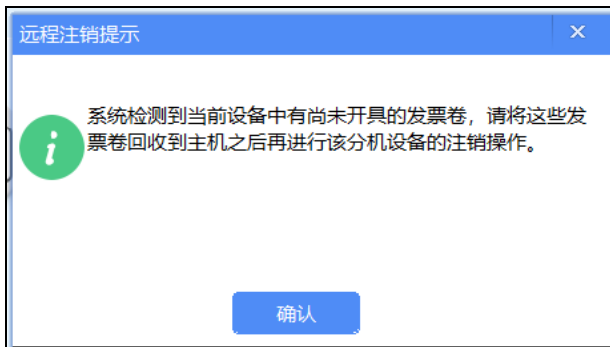 远程注销提示
系统检测到当前设备中有尚未开具的发票卷，请将这些发
票卷回收到主机之后再进行该分机设备的注销操作。
确认